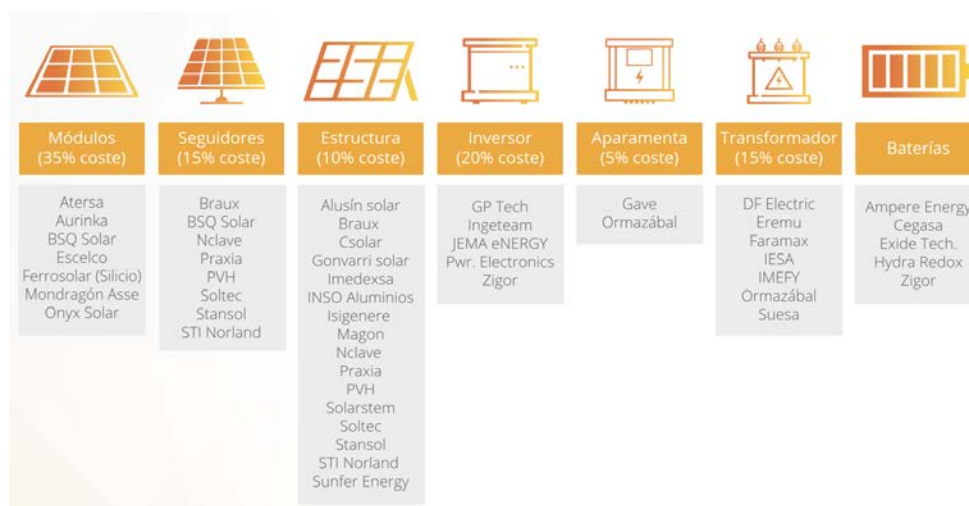 Módulos
(35% coste)
Atersa
Aurinka
BSQ Solar
Escelco
Ferrosolar (Silicio)
Mondragón Asse
Onyx Solar
Seguidores
(15% coste)
Braux
BSQ Solar
Nclave
Praxia
PVH
Soltec
Stansol
STI Norland
Estructura
(10% coste)
Alusín solar
Braux
Csolar
Gonvarri solar
Imedexsa
INSO Aluminios
Isigenere
Magon
Nclave
Praxia
PVH
Solarstem
Soltec
Stansol
STI Norland
Sunfer Energy
Inversor
(20% coste)
GP Tech
Ingeteam
JEMA eNERGY
Pwr. Electronics
Zigor
Aparamenta
(5% coste)
Gave
Ormazábal
Transformador
(15% coste)
DF Electric
Eremu
Faramax
IESA
IMEFY
Ormazábal
Suesa
Baterías
Ampere Energy
Cegasa
Exide Tech.
Hydra Redox
Zigor